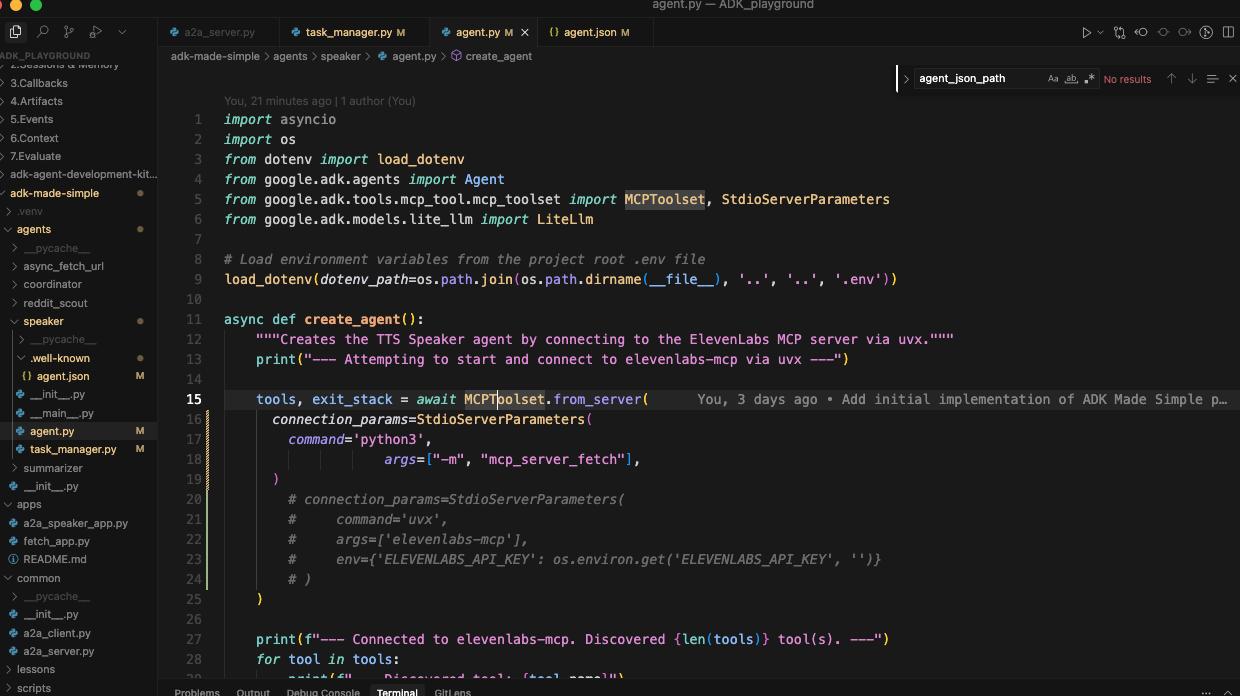 agent.py — ADK_playground
a2a_server.py
task_manager.py M
agent.py M
agent.json M
adk-made-simple > agents > speaker > agent.py > create_agent
agent_json_path
Aa
ab
No results
ADK_PLAYGROUND
2.Sessions & Memory
3.Callbacks
4.Artifacts
5.Events
6.Context
7.Evaluate
adk-agent-development-kit...
adk-made-simple
.venv
agents
__pycache__
async_fetch_url
coordinator
reddit_scout
speaker
__pycache__
.well-known
agent.json M
__init__.py
__main__.py
agent.py M
task_manager.py M
summarizer
__init__.py
apps
a2a_speaker_app.py
fetch_app.py
README.md
common
__pycache__
__init__.py
a2a_client.py
a2a_server.py
lessons
scripts
You, 21 minutes ago | 1 author (You)
1 import asyncio
2 import os
3 from dotenv import load_dotenv
4 from google.adk.agents import Agent
5 from google.adk.tools.mcp_tool.mcp_toolset import MCPToolset, StdioServerParameters
6 from google.adk.models.lite_llm import LiteLlm
7
8 # Load environment variables from the project root .env file
9 load_dotenv(dotenv_path=os.path.join(os.path.dirname(__file__), '..', '..', '.env'))
10
11 async def create_agent():
12 """Creates the TTS Speaker agent by connecting to the ElevenLabs MCP server via uvx."""
13 print("--- Attempting to start and connect to elevenlabs-mcp via uvx ---")
14
15 tools, exit_stack = await MCPToolset.from_server( You, 3 days ago • Add initial implementation of ADK Made Simple p…
16 connection_params=StdioServerParameters(
17 command='python3',
18 args=["-m", "mcp_server_fetch"],
19 )
20 # connection_params=StdioServerParameters(
21 # command='uvx',
22 # args=['elevenlabs-mcp'],
23 # env={'ELEVENLABS_API_KEY': os.environ.get('ELEVENLABS_API_KEY', '')}
24 # )
25 )
26
27 print(f"--- Connected to elevenlabs-mcp. Discovered {len(tools)} tool(s). ---")
28 for tool in tools:
29 print(f" - Discovered tool: {tool.name}")
Problems Output Debug Console Terminal GitLens